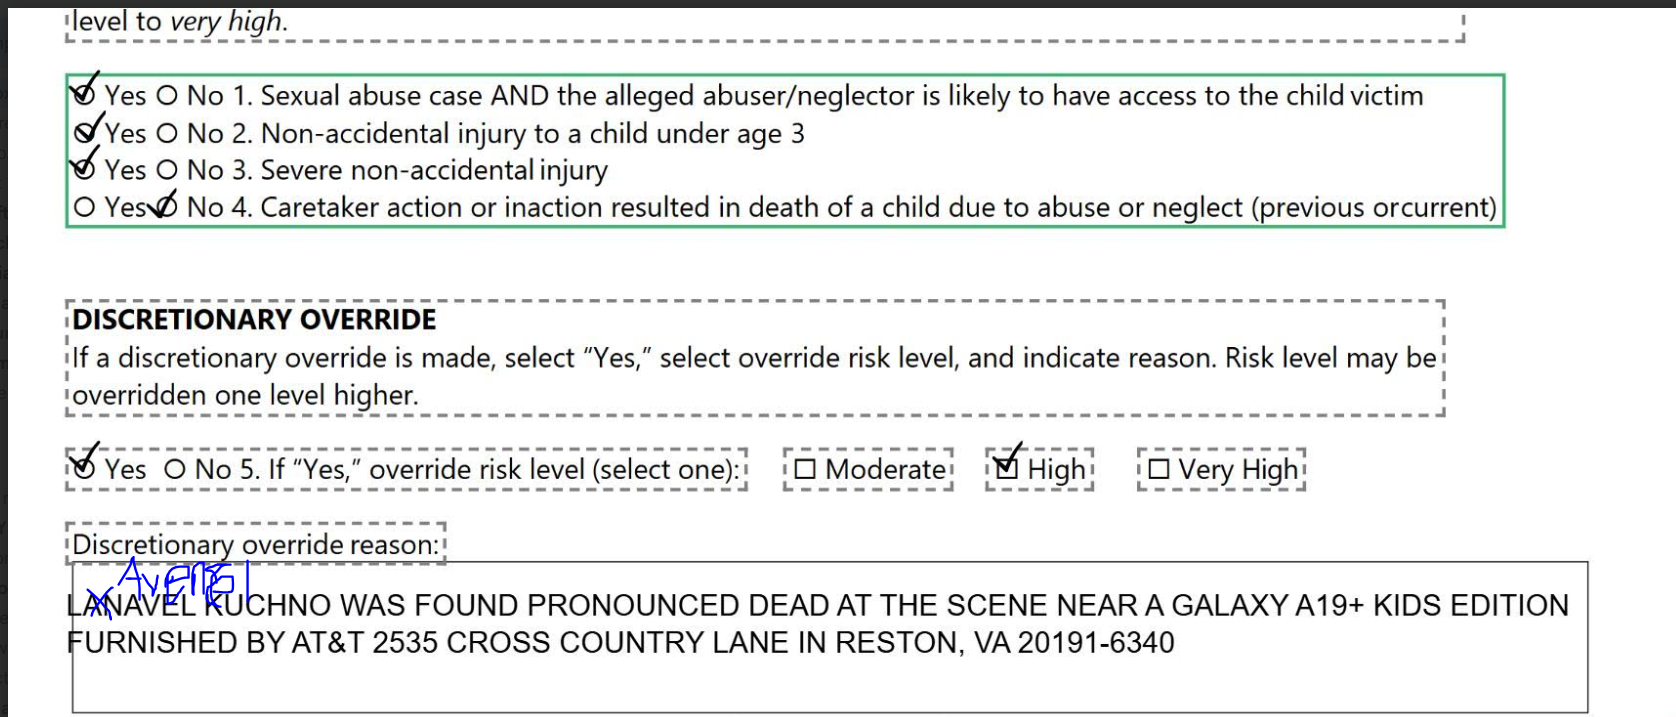 level to very high.
Yes No 1. Sexual abuse case AND the alleged abuser/neglector is likely to have access to the child victim
Yes No 2. Non-accidental injury to a child under age 3
Yes No 3. Severe non-accidental injury
Yes No 4. Caretaker action or inaction resulted in death of a child due to abuse or neglect (previous orcurrent)
DISCRETIONARY OVERRIDE
If a discretionary override is made, select “Yes,” select override risk level, and indicate reason. Risk level may be
overridden one level higher.
Yes No 5. If “Yes,” override risk level (select one): Moderate High Very High
Discretionary override reason:
LANAVEL KUCHNO WAS FOUND PRONOUNCED DEAD AT THE SCENE NEAR A GALAXY A19+ KIDS EDITION
FURNISHED BY AT&T 2535 CROSS COUNTRY LANE IN RESTON, VA 20191-6340